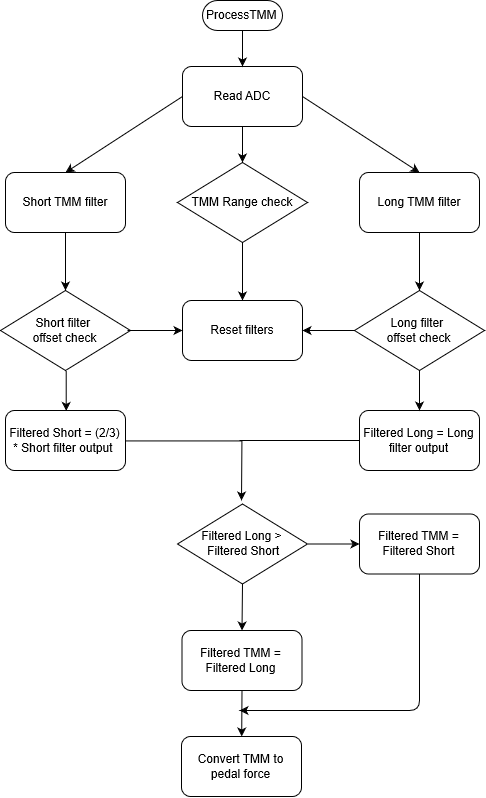 ProcessTMM
Read ADC
Short TMM filter
TMM Range check
Long TMM filter
Short filter
offset check
Reset filters
Long filter
offset check
Filtered Short = (2/3)
* Short filter output
Filtered Long = Long
filter output
Filtered Long >
Filtered Short
Filtered TMM =
Filtered Short
Filtered TMM =
Filtered Long
Convert TMM to
pedal force